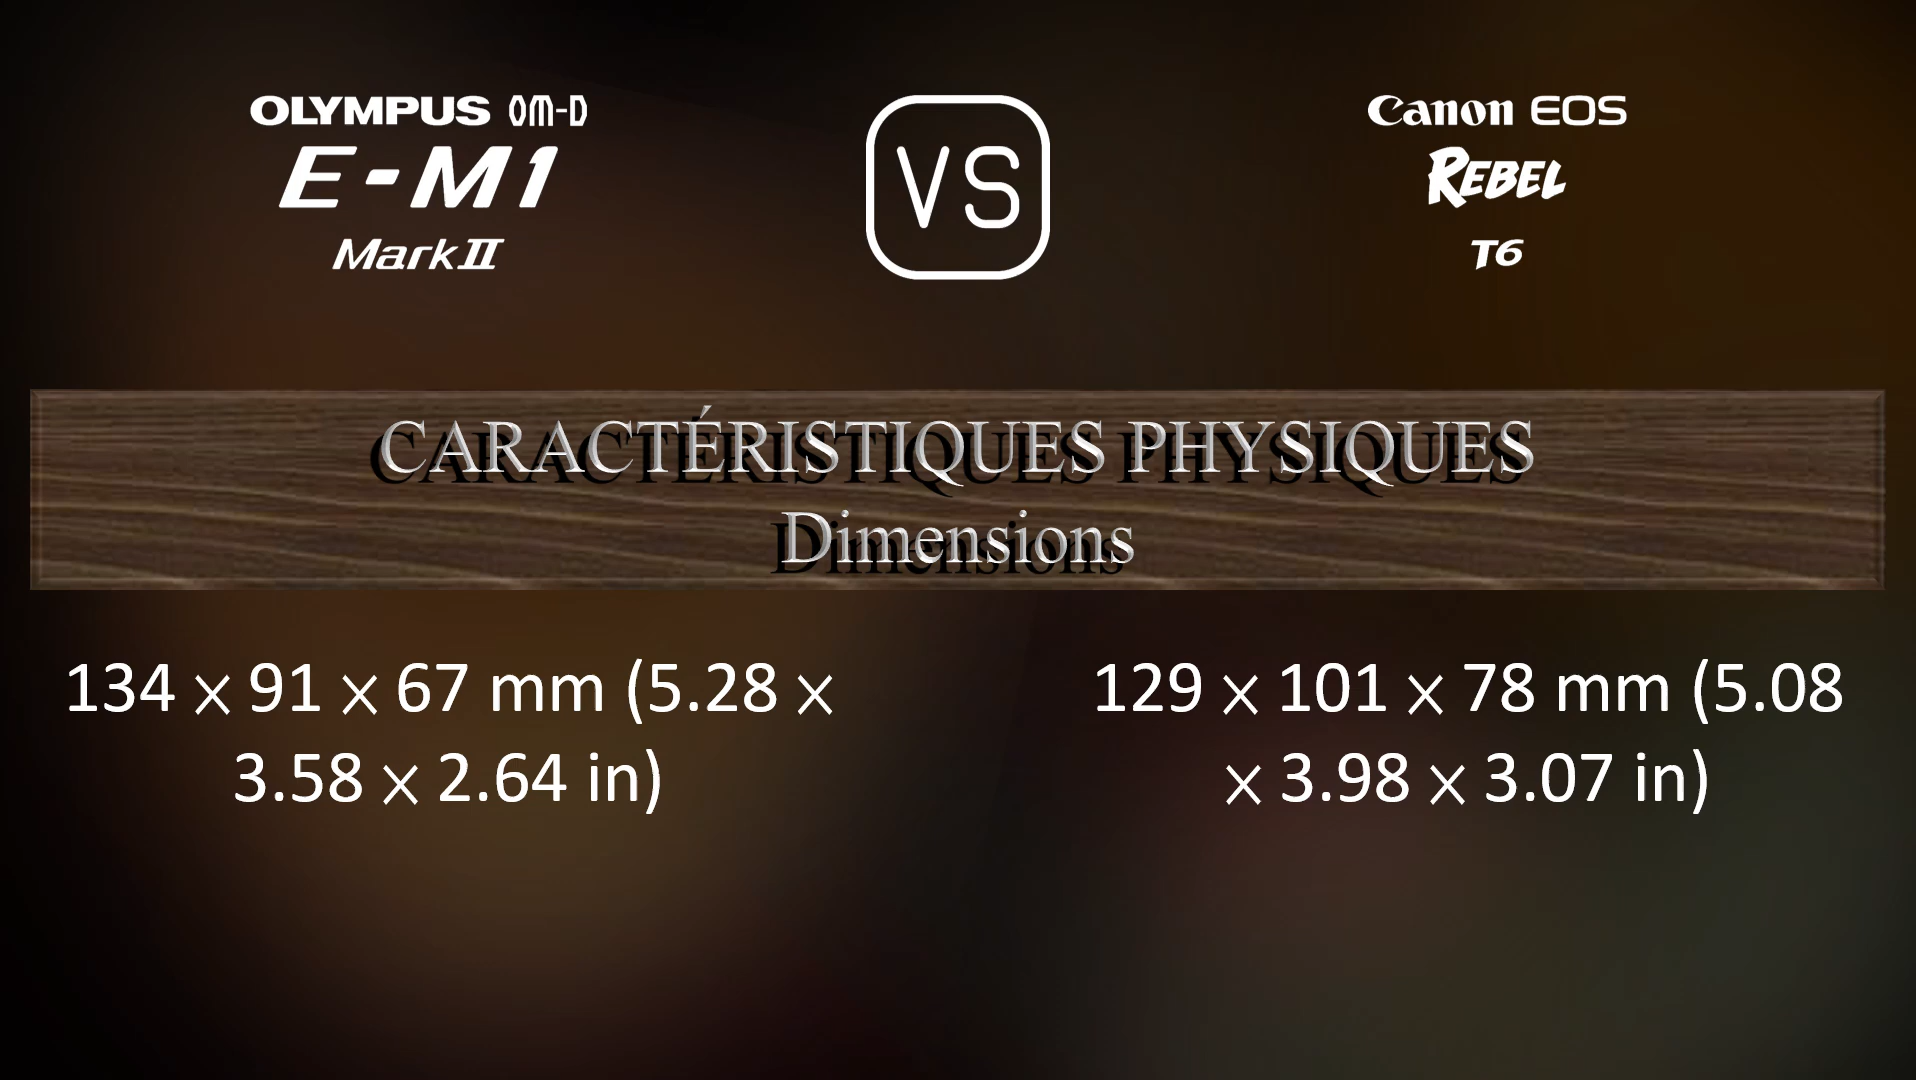 OLYMPUS OM-D
E-M1
Mark II
VS
Canon EOS
REBEL
T6
CARACTÉRISTIQUES PHYSIQUES
Dimensions
134 x 91 x 67 mm (5.28 x
3.58 x 2.64 in)
129 x 101 x 78 mm (5.08
x 3.98 x 3.07 in)